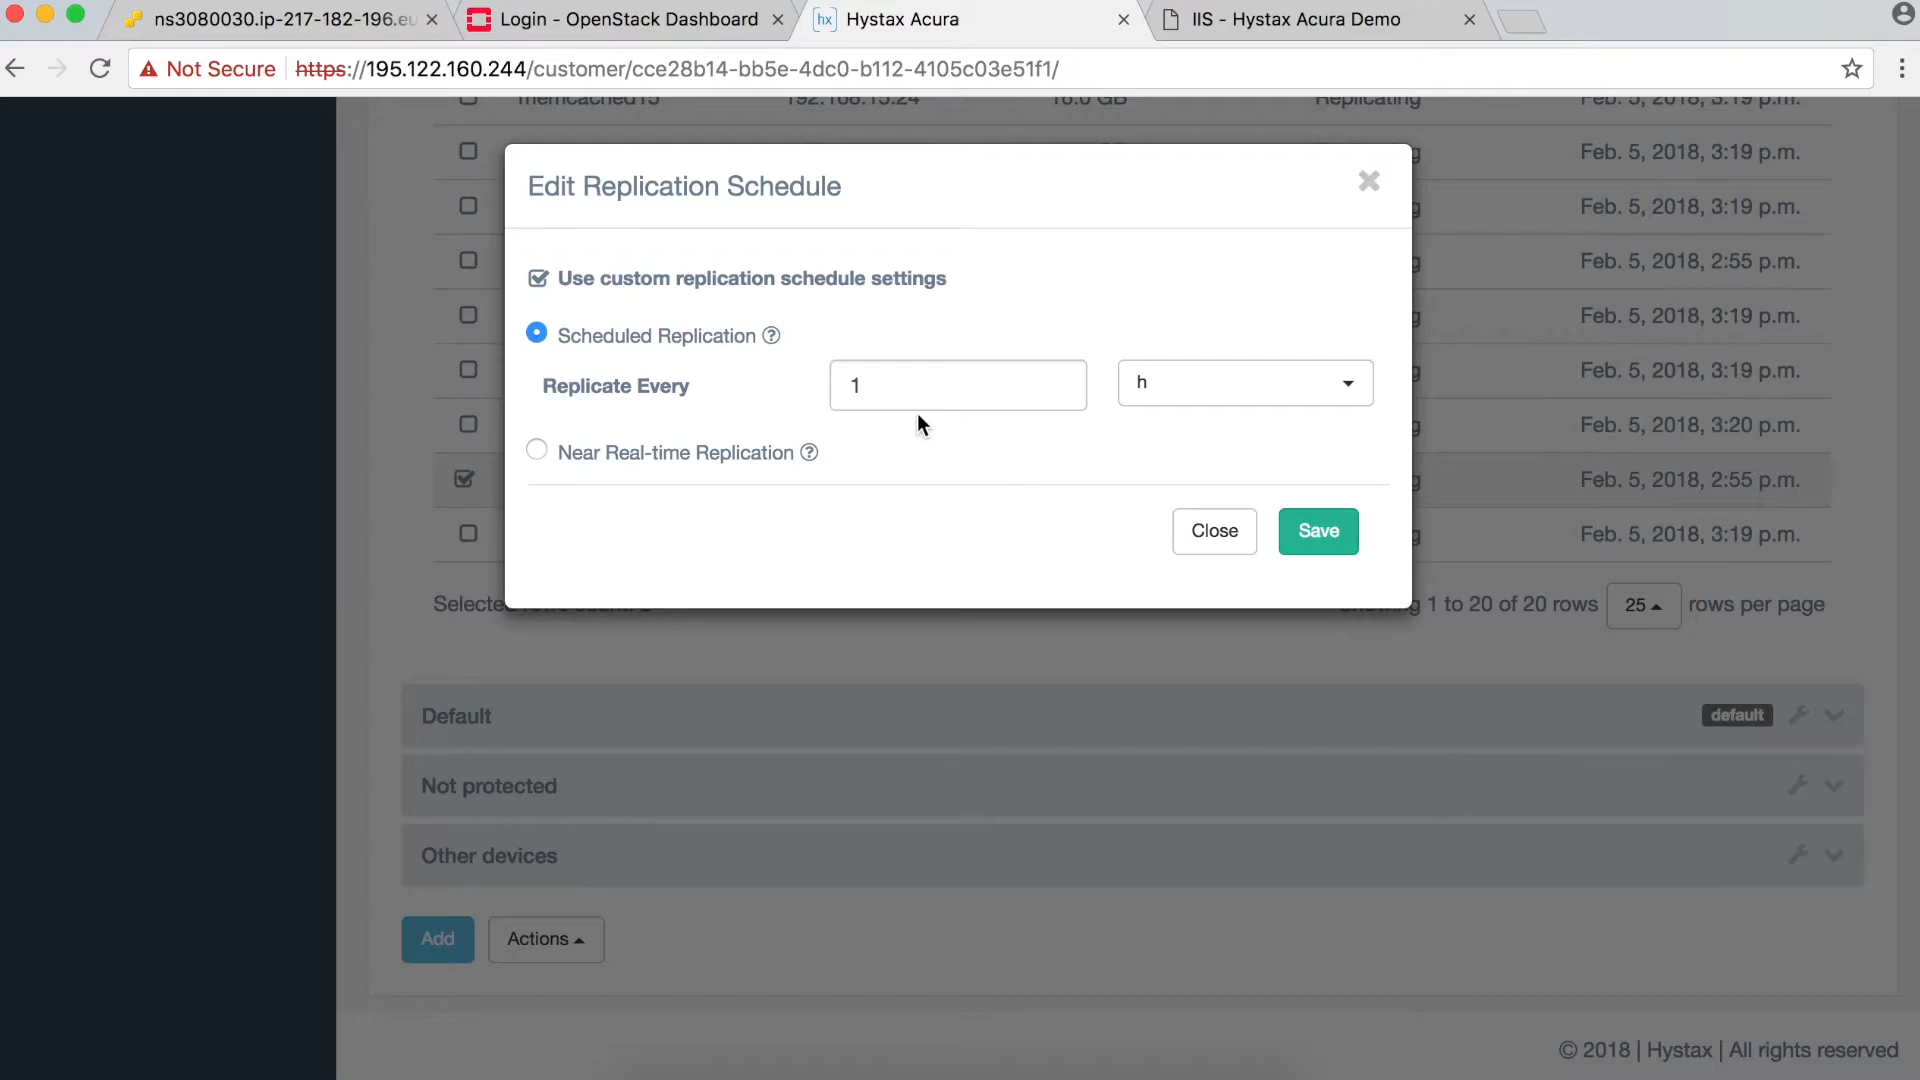 ns3080030.ip-217-182-196.eu
Login - OpenStack Dashboard
hx Hystax Acura
IIS - Hystax Acura Demo
Not Secure https://195.122.160.244/customer/cce28b14-bb5e-4dc0-b112-4105c03e51f1/
memcached15 192.168.15.24 16.0 GB Replicating Feb. 5, 2018, 3:19 p.m.
g Feb. 5, 2018, 3:19 p.m.
g Feb. 5, 2018, 3:19 p.m.
g Feb. 5, 2018, 2:55 p.m.
g Feb. 5, 2018, 3:19 p.m.
g Feb. 5, 2018, 3:19 p.m.
g Feb. 5, 2018, 3:20 p.m.
g Feb. 5, 2018, 2:55 p.m.
g Feb. 5, 2018, 3:19 p.m.
Edit Replication Schedule
Use custom replication schedule settings
Scheduled Replication ?
Replicate Every 1 h
Near Real-time Replication ?
Close Save
1 to 20 of 20 rows 25 rows per page
Default default
Not protected
Other devices
Add Actions
© 2018 | Hystax | All rights reserved